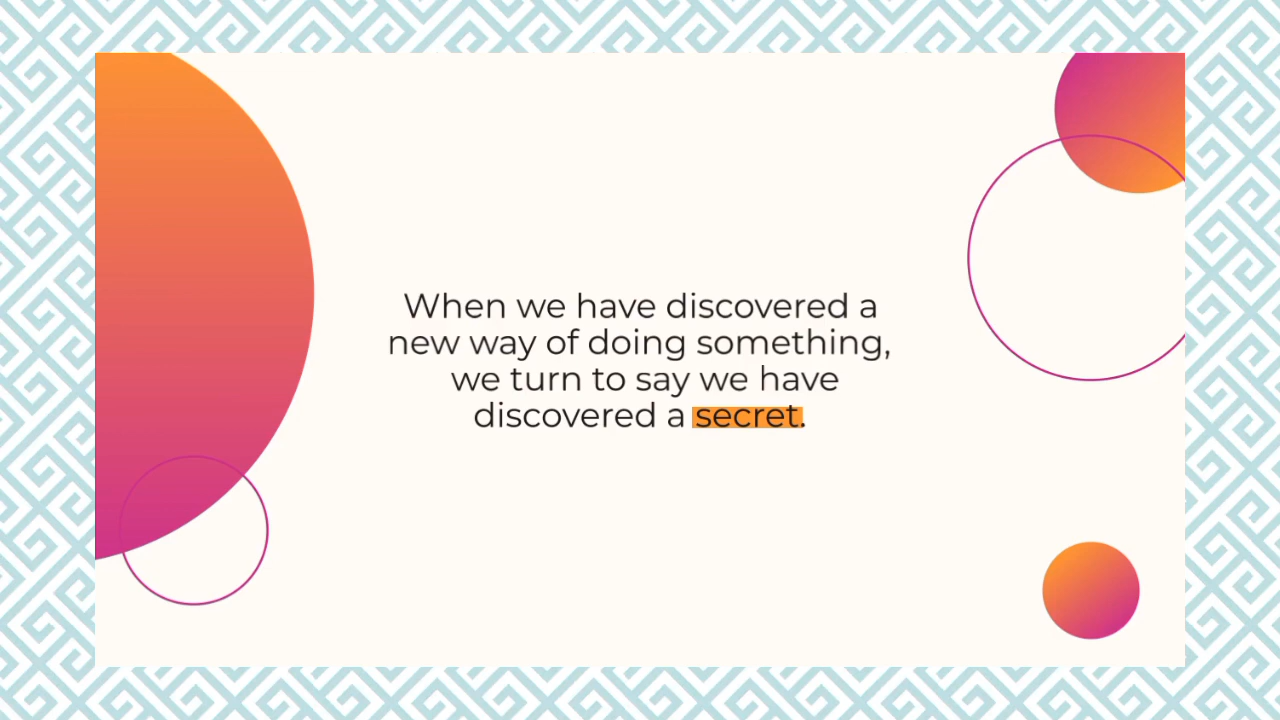 When we have discovered a
new way of doing something,
we turn to say we have
discovered a secret.